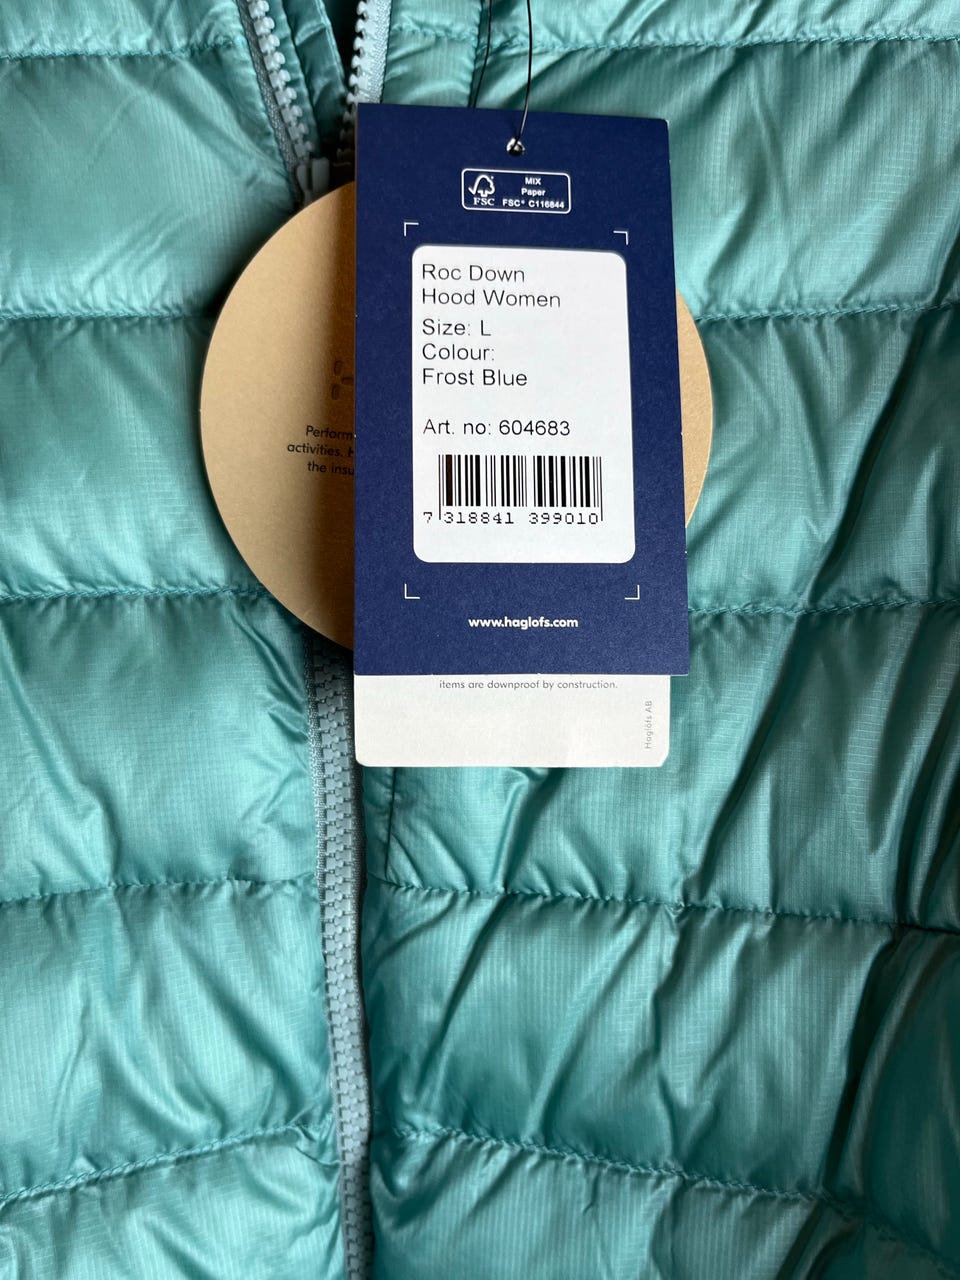 MIX
Paper
FSC
FSC® C116844
Roc Down
Hood Women
Size: L
Colour:
Frost Blue
Art. no: 604683
7 318841 399010
www.haglofs.com
Perform
activities. H
the insu
items are downproof by construction.
Haglöfs AB